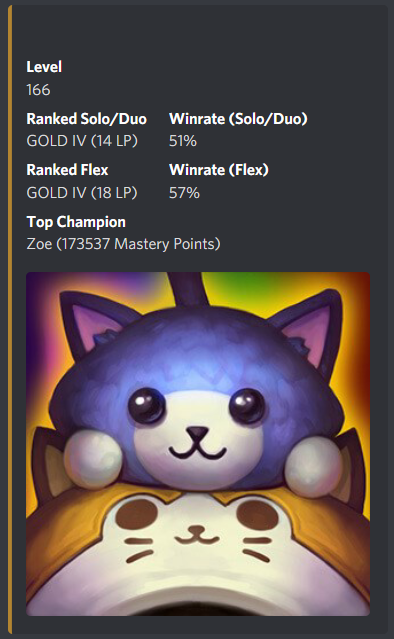 Level
166
Ranked Solo/Duo Winrate (Solo/Duo)
GOLD IV (14 LP) 51%
Ranked Flex Winrate (Flex)
GOLD IV (18 LP) 57%
Top Champion
Zoe (173537 Mastery Points)